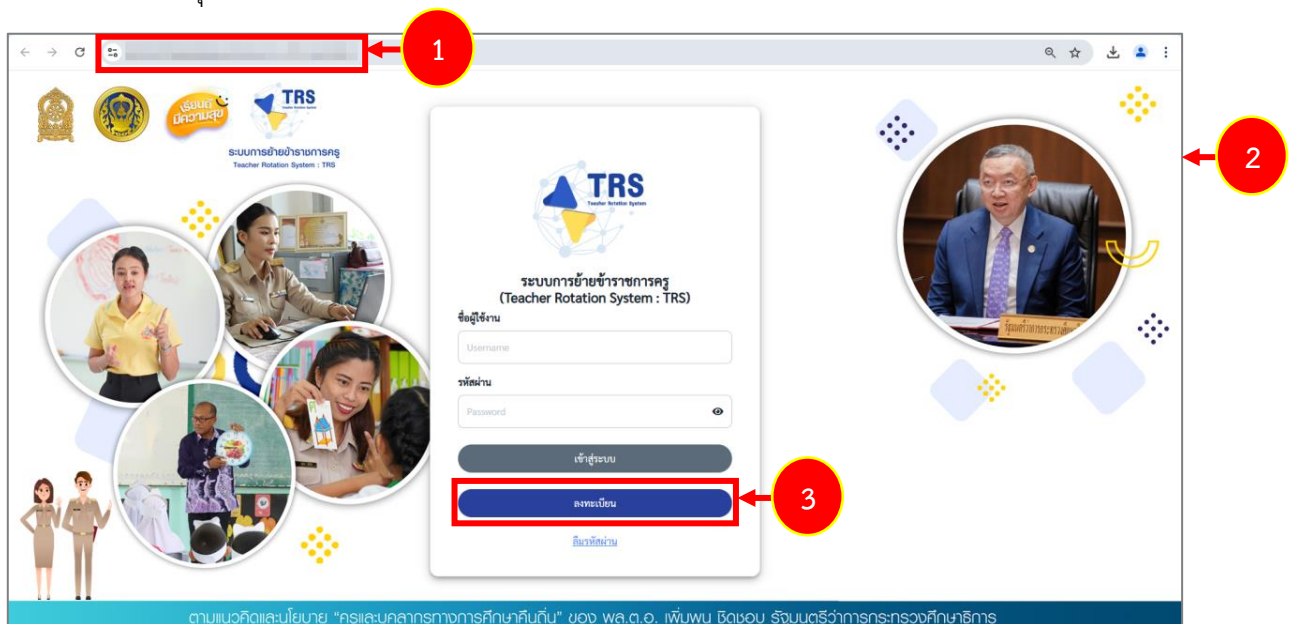 1
เรียนดี
มีความสุข
TRS
Teacher Rotation System
ระบบการย้ายข้าราชการครู
Teacher Rotation System : TRS
2
TRS
Teacher Rotation System
ระบบการย้ายข้าราชการครู
(Teacher Rotation System : TRS)
ชื่อผู้ใช้งาน
Username
รหัสผ่าน
Password
เข้าสู่ระบบ
ลงทะเบียน
3
ลืมรหัสผ่าน
ตามแนวคิดและนโยบาย "ครูและบุคลากรทางการศึกษาคืนถิ่น" ของ พล.ต.อ. เพิ่มพูน ชิดชอบ รัฐมนตรีว่าการกระทรวงศึกษาธิการ